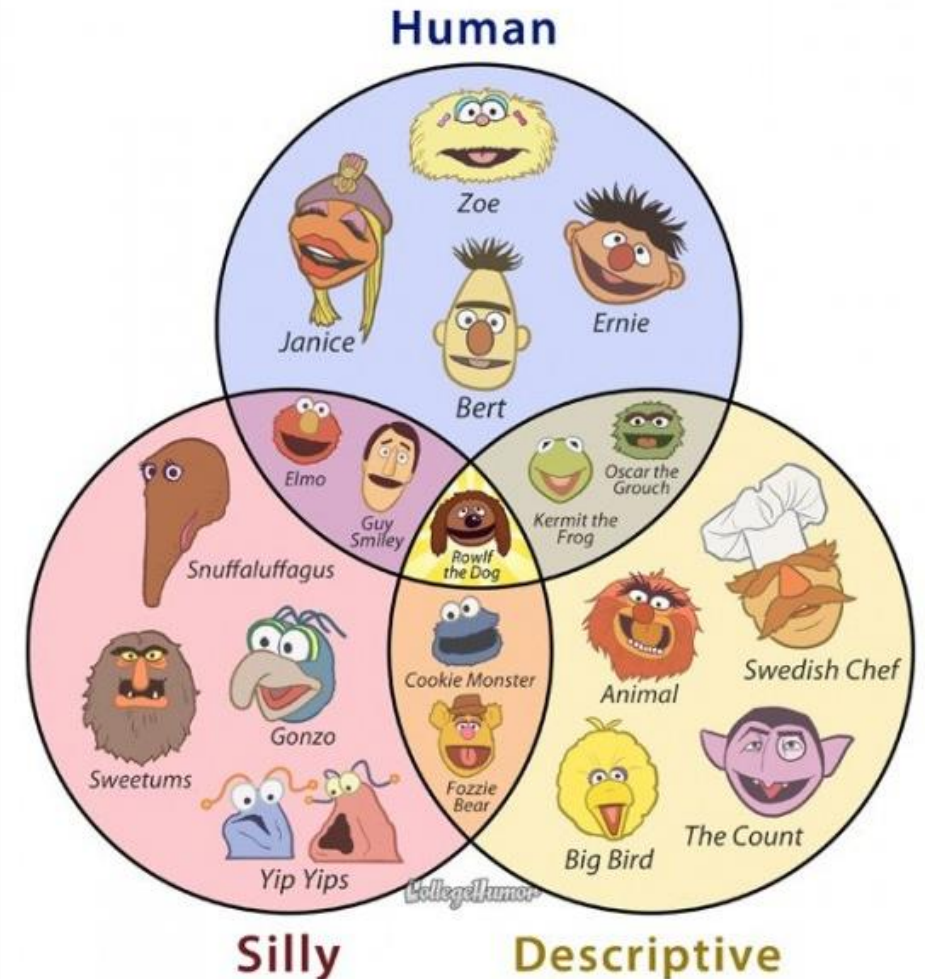 Human
Zoe
Ernie
Janice
Bert
Elmo
Oscar the
Grouch
Guy
Smiley
Kermit the
Frog
Rowlf
the Dog
Snuffaluffagus
Cookie Monster
Swedish Chef
Animal
Gonzo
Sweetums
Fozzie
Bear
The Count
Big Bird
Yip Yips
CollegeHumor
Silly
Descriptive